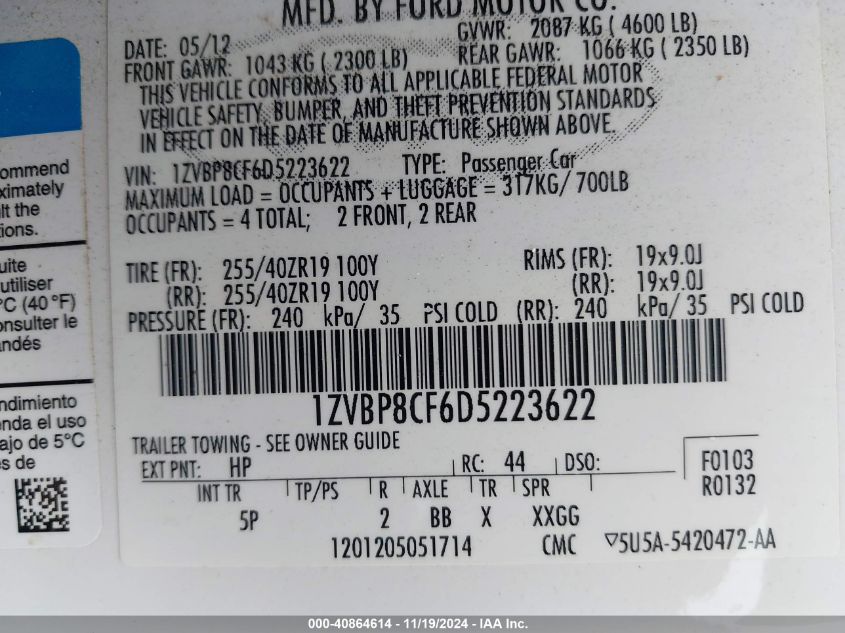 MFD. BY FORD MOTOR CO.
DATE: 05/12 GVWR: 2087 KG ( 4600 LB)
FRONT GAWR: 1043 KG ( 2300 LB) REAR GAWR: 1066 KG ( 2350 LB)
THIS VEHICLE CONFORMS TO ALL APPLICABLE FEDERAL MOTOR
VEHICLE SAFETY, BUMPER, AND THEFT PREVENTION STANDARDS
IN EFFECT ON THE DATE OF MANUFACTURE SHOWN ABOVE.
VIN: 1ZVBP8CF6D5223622 TYPE: Passenger Car
MAXIMUM LOAD = OCCUPANTS + LUGGAGE = 317KG/ 700LB
OCCUPANTS = 4 TOTAL; 2 FRONT, 2 REAR
TIRE (FR): 255/40ZR19 100Y RIMS (FR): 19x9.0J
(RR): 255/40ZR19 100Y (RR): 19x9.0J
PRESSURE (FR): 240 kPa/ 35 PSI COLD (RR): 240 kPa/ 35 PSI COLD
1ZVBP8CF6D5223622
TRAILER TOWING - SEE OWNER GUIDE
EXT PNT: HP RC: 44 DSO: F0103
INT TR TP/PS R AXLE TR SPR R0132
5P 2 BB X XXGG
1201205051714 CMC ▽5U5A-5420472-AA
ommend
ximately
lt the
ions.
uite
utiliser
°C (40°F)
onsulter le
andés
ndimiento
enda el uso
ajo de 5°C
s de
000-40864614 - 11/19/2024 - IAA Inc.